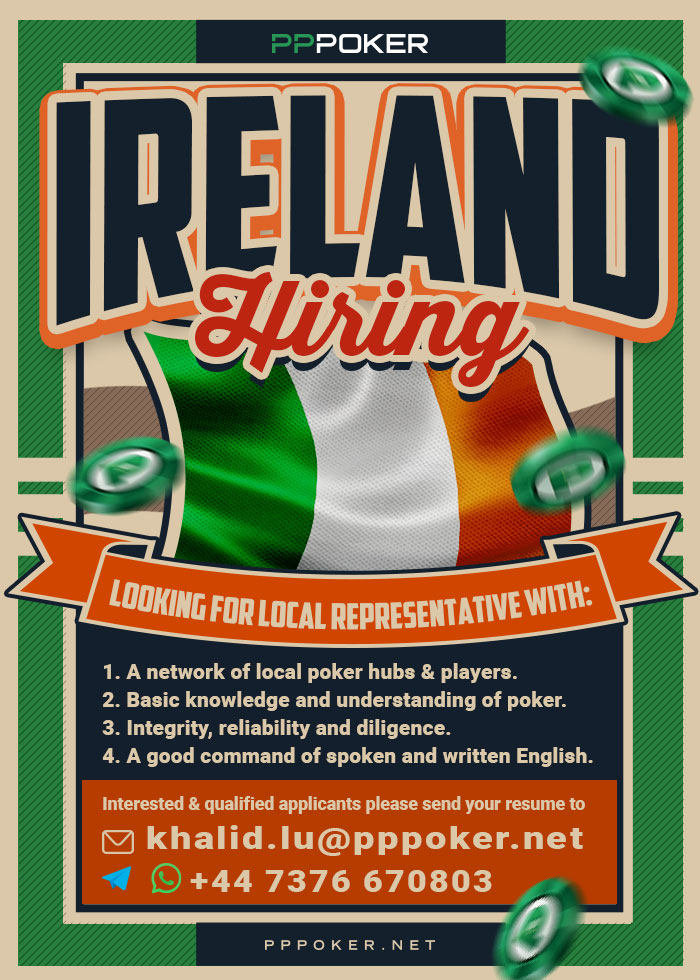 PPPOKER
IRELAND
Hiring
LOOKING FOR LOCAL REPRESENTATIVE WITH:
1. A network of local poker hubs & players.
2. Basic knowledge and understanding of poker.
3. Integrity, reliability and diligence.
4. A good command of spoken and written English.
Interested & qualified applicants please send your resume to
khalid.lu@pppoker.net
+44 7376 670803
PPPOKER.NET